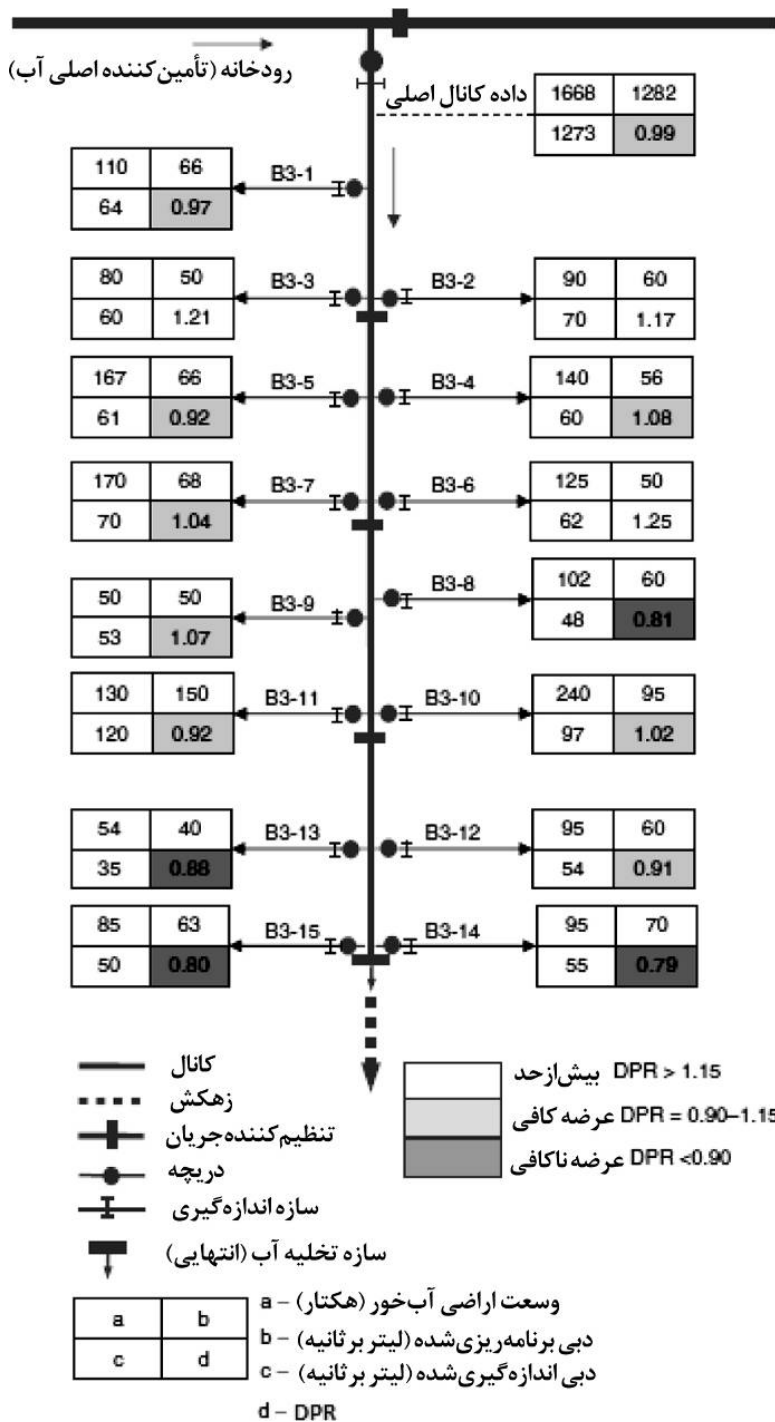 رودخانه (تأمین‌کننده اصلی آب)
داده کانال اصلی
1668 1282
1273 0.99
110 66
64 0.97
B3-1
80 50
60 1.21
B3-3
B3-2
90 60
70 1.17
167 66
61 0.92
B3-5
B3-4
140 56
60 1.08
170 68
70 1.04
B3-7
B3-6
125 50
62 1.25
B3-8
102 60
48 0.81
50 50
53 1.07
B3-9
130 150
120 0.92
B3-11
B3-10
240 95
97 1.02
54 40
35 0.88
B3-13
B3-12
95 60
54 0.91
85 63
50 0.80
B3-15
B3-14
95 70
55 0.79
کانال
زهکش
تنظیم‌کننده‌جریان
دریچه
سازه اندازه‌گیری
سازه تخلیه آب (انتهایی)
بیش‌ازحد DPR > 1.15
عرضه کافی DPR = 0.90–1.15
عرضه ناکافی DPR <0.90
a b
c d
a – وسعت اراضی آب‌خور (هکتار)
b – دبی برنامه‌ریزی‌شده (لیتر بر ثانیه)
c – دبی اندازه‌گیری‌شده (لیتر بر ثانیه)
d – DPR